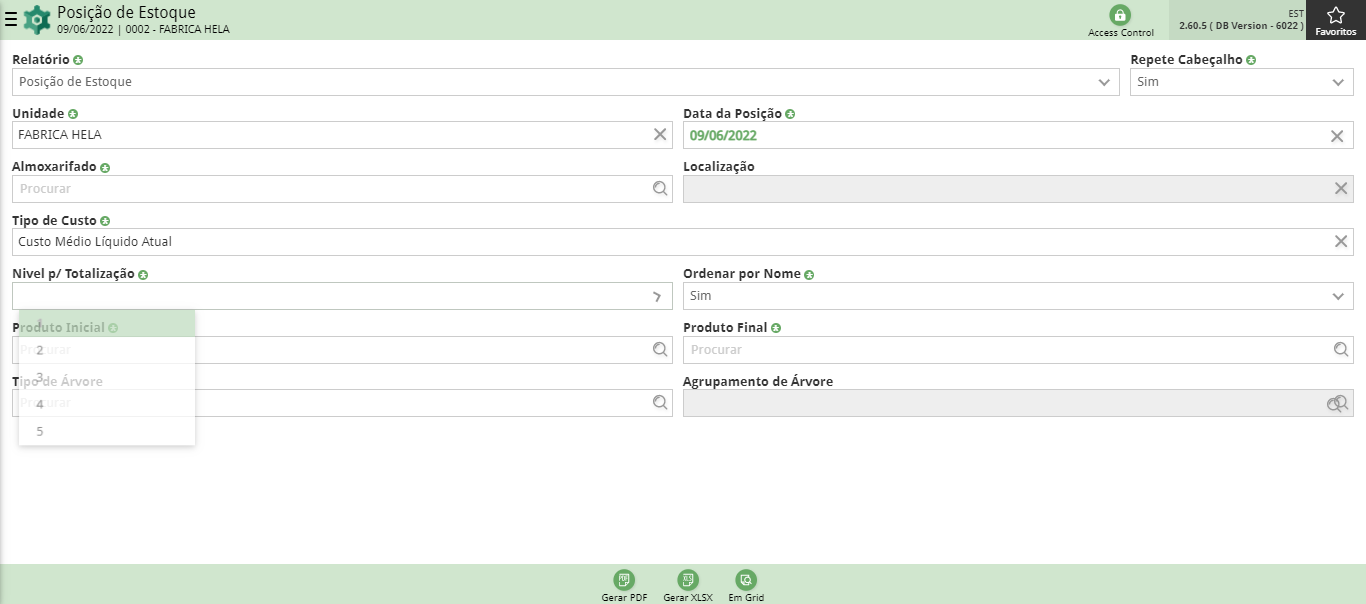 Posição de Estoque
09/06/2022 | 0002 - FABRICA HELA
Access Control
EST
2.60.5 ( DB Version - 6022 )
Favoritos
Relatório
Repete Cabeçalho
Posição de Estoque
Sim
Unidade
Data da Posição
FABRICA HELA
09/06/2022
Almoxarifado
Localização
Procurar
Tipo de Custo
Custo Médio Líquido Atual
Nivel p/ Totalização
Ordenar por Nome
Sim
1
Produto Inicial
Produto Final
2
Procurar
Procurar
3
Tipo de Árvore
Agrupamento de Árvore
4
Procurar
5
Gerar PDF
Gerar XLSX
Em Grid